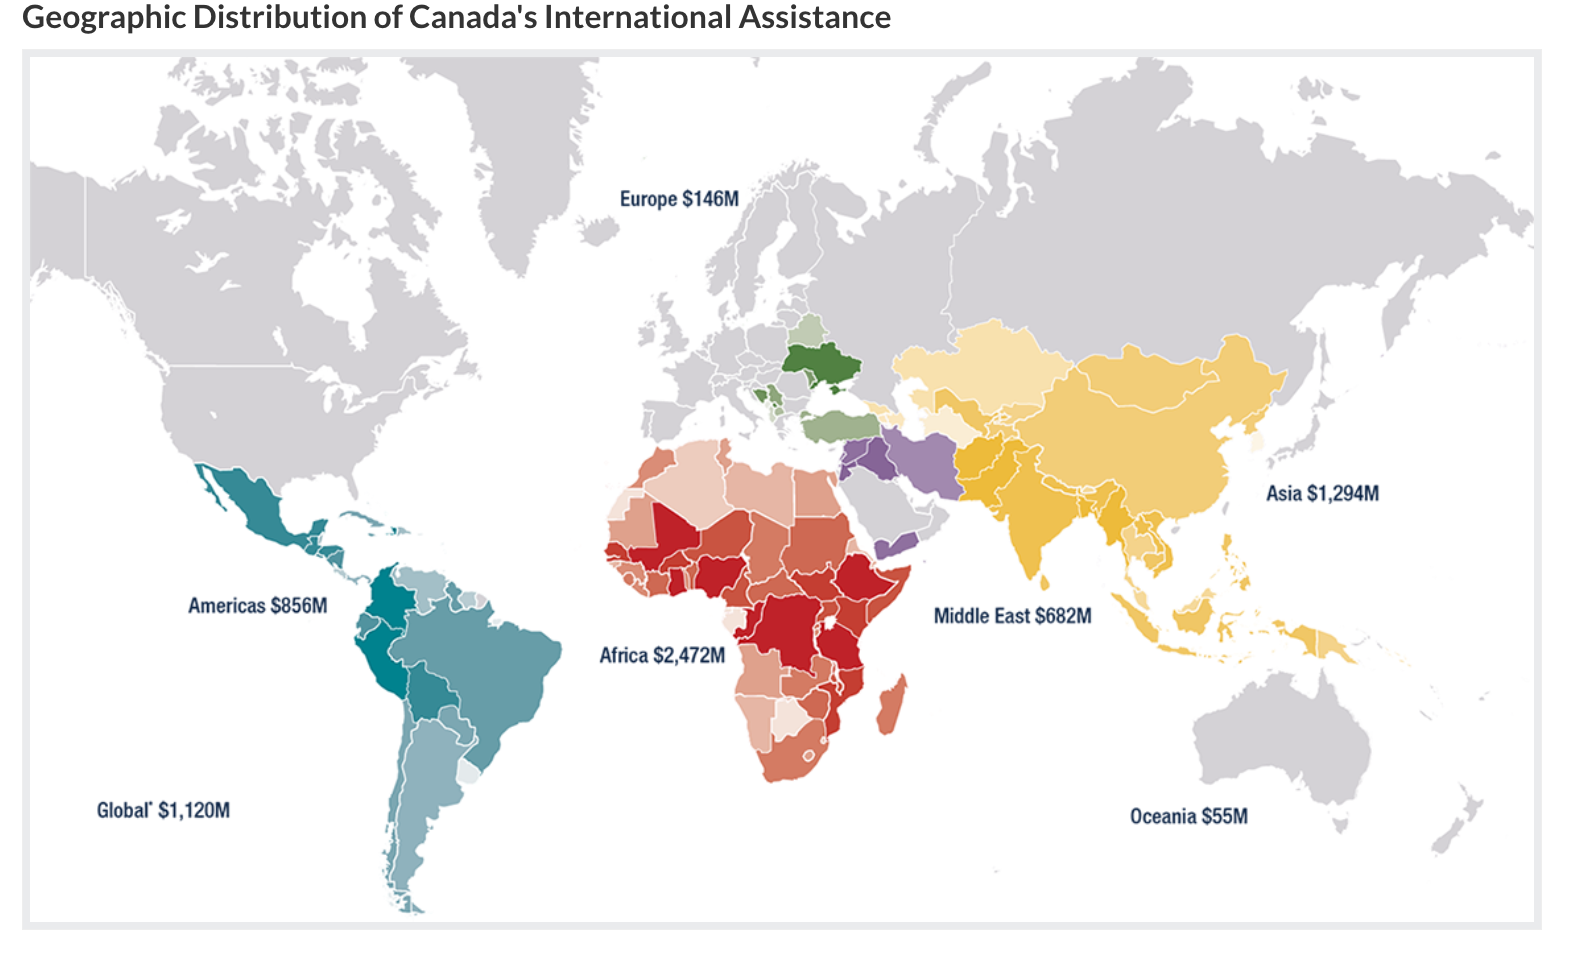 Geographic Distribution of Canada's International Assistance
Europe $146M
Asia $1,294M
Americas $856M
Middle East $682M
Africa $2,472M
Global* $1,120M
Oceania $55M